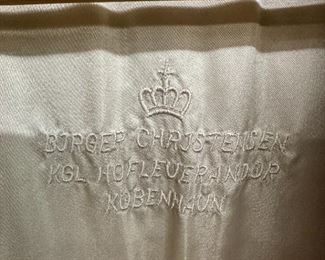 BIRGER CHRISTENSEN
KGL. HOFLEVERANDØR
KØBENHAVN